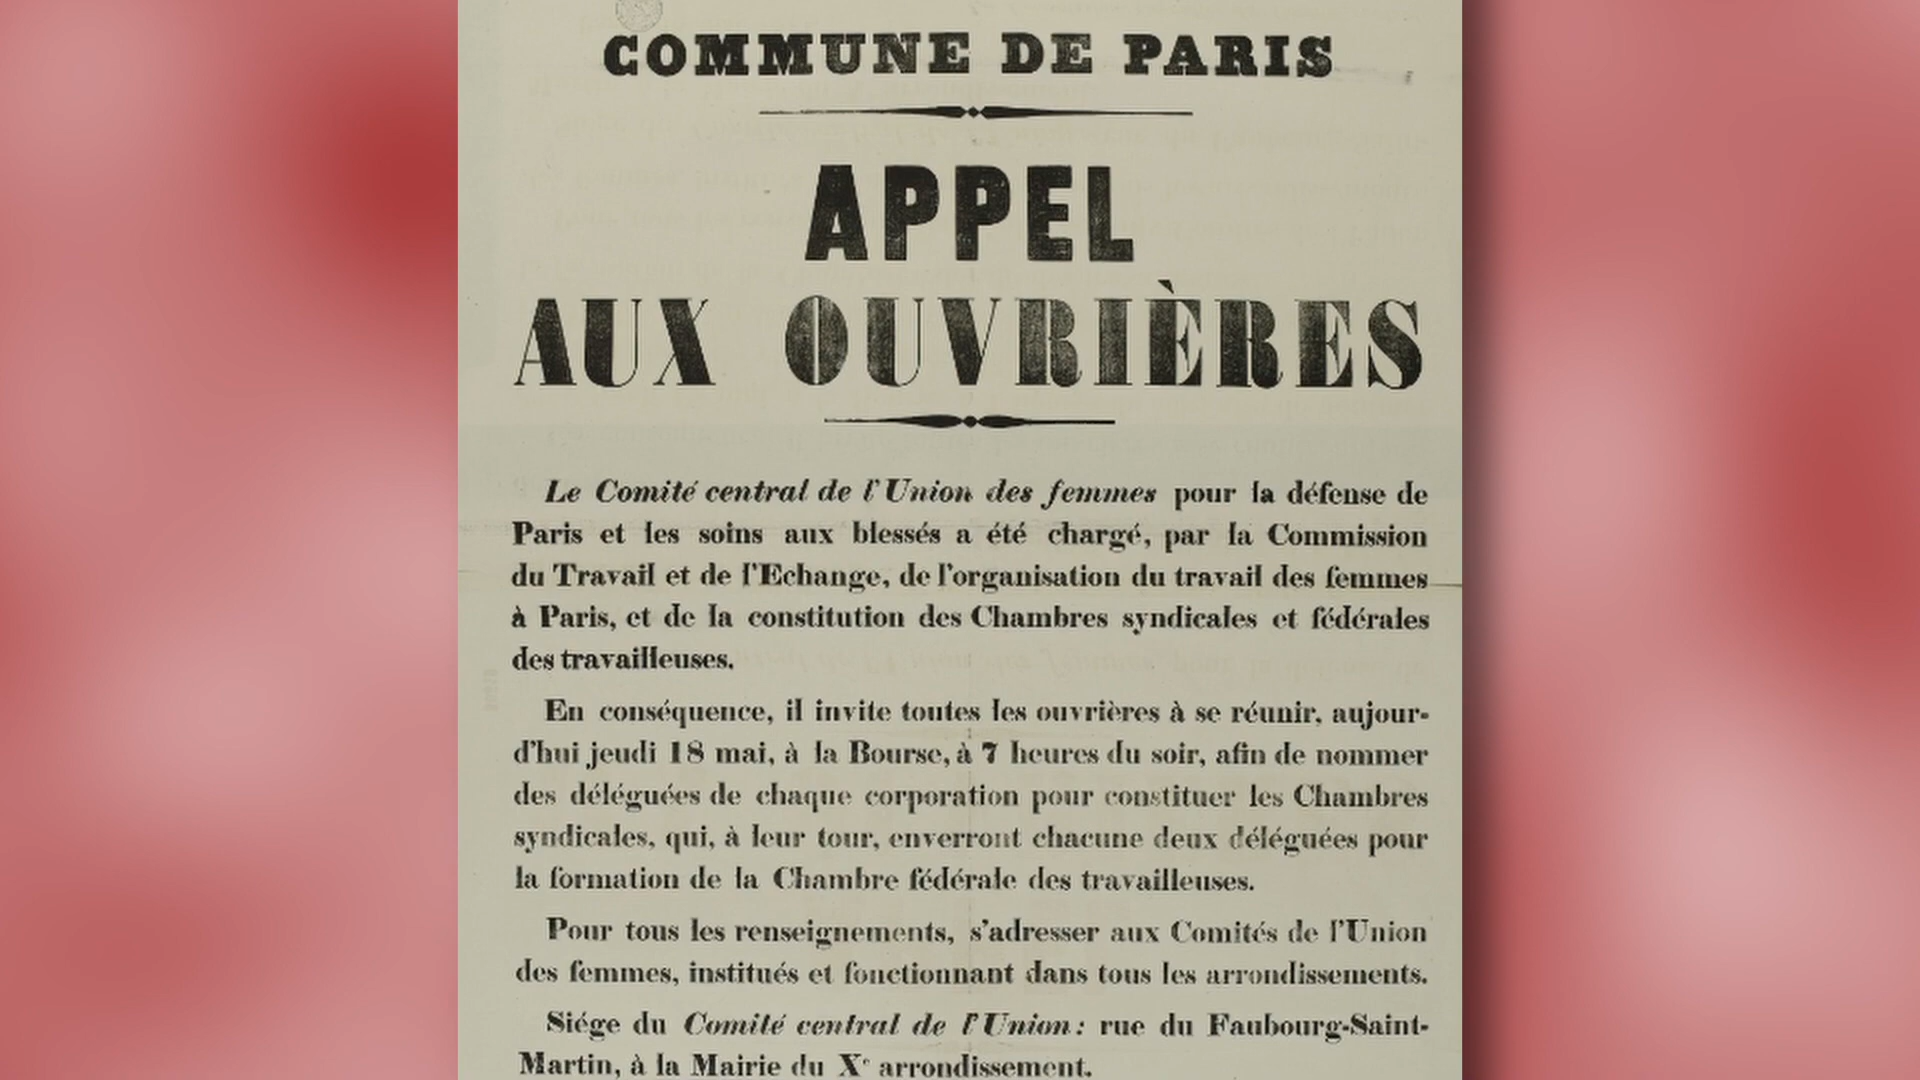 COMMUNE DE PARIS
APPEL
AUX OUVRIÈRES
Le Comité central de l'Union des femmes pour la défense de
Paris et les soins aux blessés a été chargé, par la Commission
du Travail et de l'Echange, de l'organisation du travail des femmes
à Paris, et de la constitution des Chambres syndicales et fédérales
des travailleuses.
En conséquence, il invite toutes les ouvrières à se réunir, aujour-
d'hui jeudi 18 mai, à la Bourse, à 7 heures du soir, afin de nommer
des déléguées de chaque corporation pour constituer les Chambres
syndicales, qui, à leur tour, enverront chacune deux déléguées pour
la formation de la Chambre fédérale des travailleuses.
Pour tous les renseignements, s'adresser aux Comités de l'Union
des femmes, institués et fonctionnant dans tous les arrondissements.
Siége du Comité central de l'Union: rue du Faubourg-Saint-
Martin, à la Mairie du Xe arrondissement.